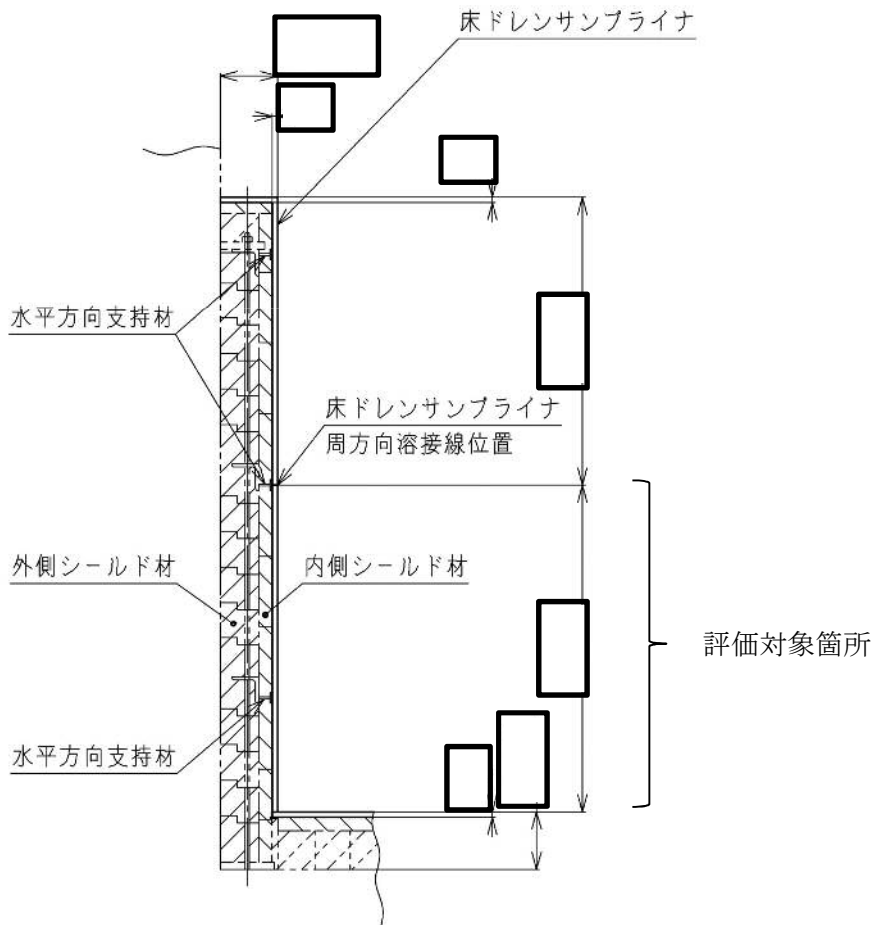 床ドレンサンプライナ
水平方向支持材
床ドレンサンプライナ
周方向溶接線位置
外側シールド材
内側シールド材
評価対象箇所
水平方向支持材